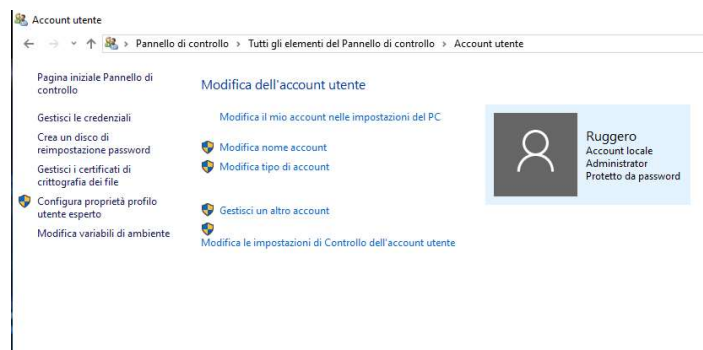 Account utente
Pannello di controllo > Tutti gli elementi del Pannello di controllo > Account utente
Pagina iniziale Pannello di
controllo
Gestisci le credenziali
Crea un disco di
reimpostazione password
Gestisci i certificati di
crittografia dei file
Configura proprietà profilo
utente esperto
Modifica variabili di ambiente
Modifica dell'account utente
Modifica il mio account nelle impostazioni del PC
Modifica nome account
Modifica tipo di account
Gestisci un altro account
Modifica le impostazioni di Controllo dell'account utente
Ruggero
Account locale
Administrator
Protetto da password